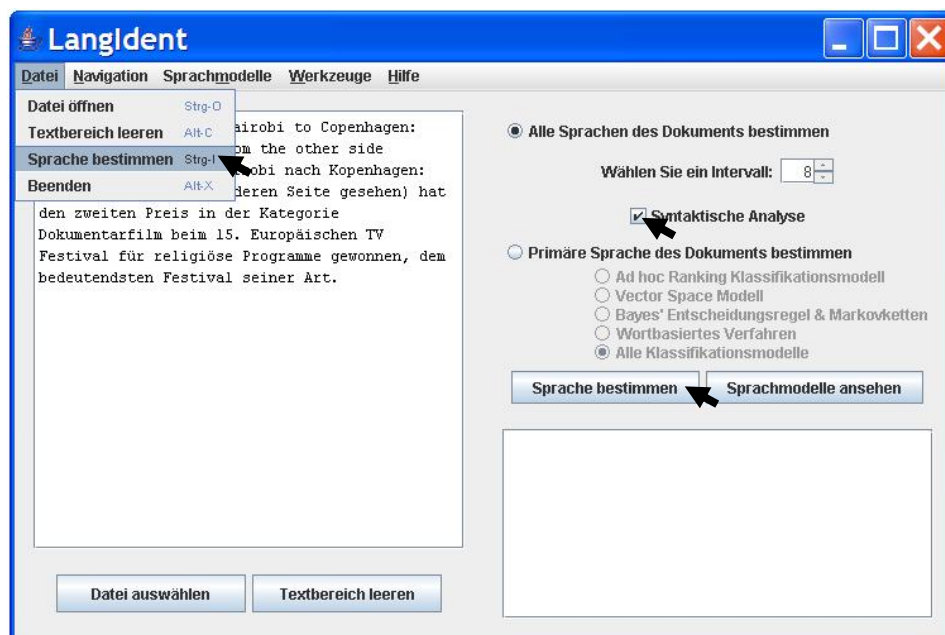 LangIdent
Datei Navigation Sprachmodelle Werkzeuge Hilfe
Datei öffnen Strg-O
Textbereich leeren Alt-C
Sprache bestimmen Strg-I
Beenden Alt-X
airobi to Copenhagen:
om the other side
obi nach Kopenhagen:
deren Seite gesehen) hat
den zweiten Preis in der Kategorie
Dokumentarfilm beim 15. Europäischen TV
Festival für religiöse Programme gewonnen, dem
bedeutendsten Festival seiner Art.
Datei auswählen Textbereich leeren
Alle Sprachen des Dokuments bestimmen
Wählen Sie ein Intervall: 8
Syntaktische Analyse
Primäre Sprache des Dokuments bestimmen
Ad hoc Ranking Klassifikationsmodell
Vector Space Modell
Bayes' Entscheidungsregel & Markovketten
Wortbasiertes Verfahren
Alle Klassifikationsmodelle
Sprache bestimmen Sprachmodelle ansehen